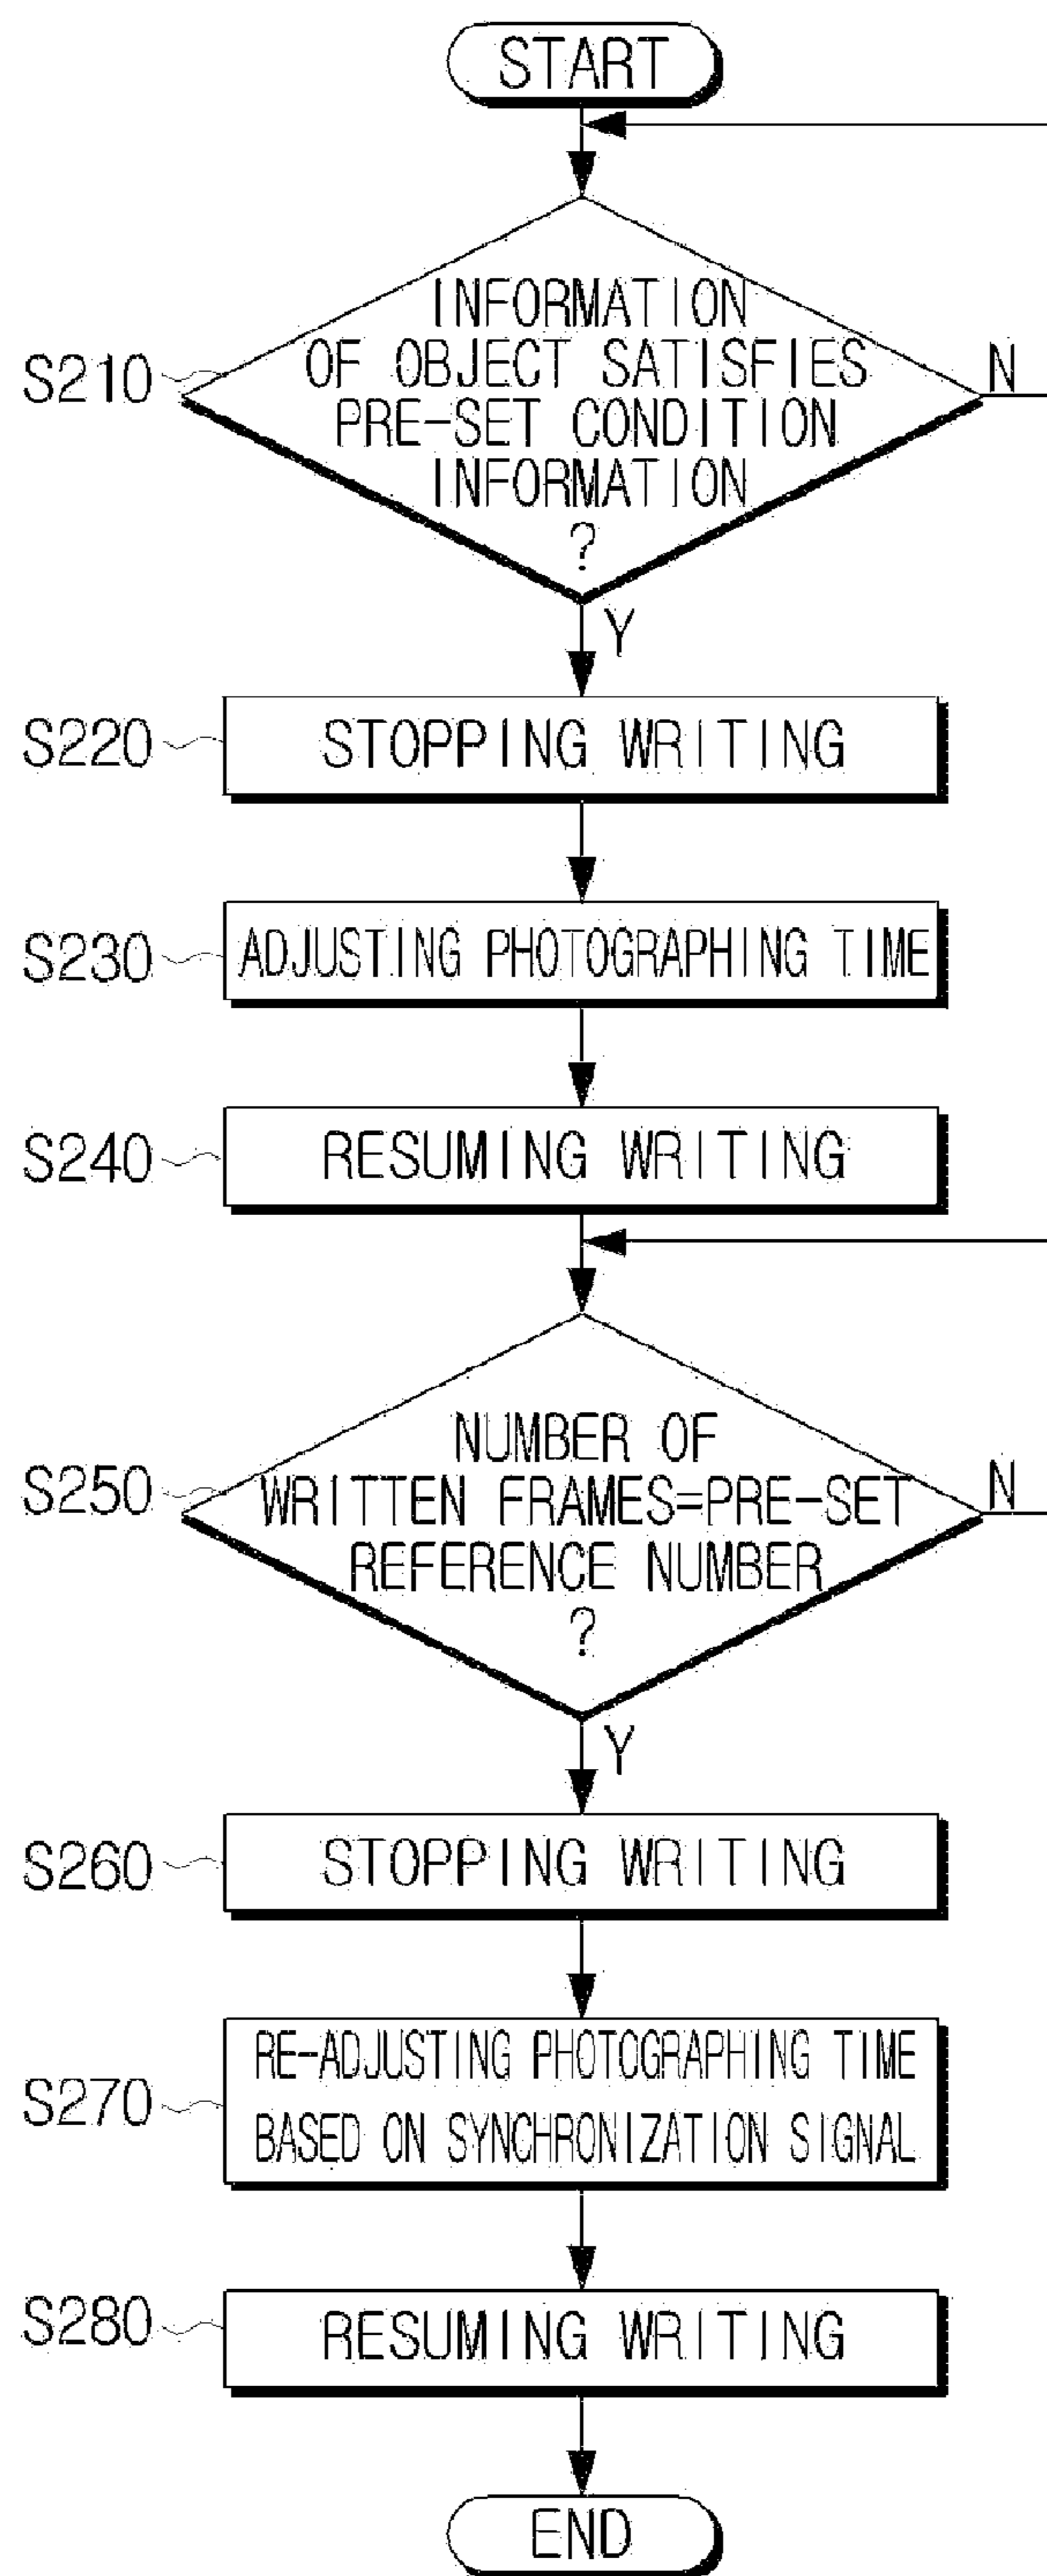 START
INFORMATION
OF OBJECT SATISFIES
S210
N
PRE-SET CONDITION
INFORMATION
?
Y
S220
STOPPING WRITING
S230
ADJUSTING PHOTOGRAPHING TIME
S240
RESUMING WRITING
NUMBER OF
S250
WRITTEN FRAMES=PRE-SET
N
REFERENCE NUMBER
?
Y
S260
STOPPING WRITING
RE-ADJUSTING PHOTOGRAPHING TIME
S270
BASED ON SYNCHRONIZATION SIGNAL
S280
RESUMING WRITING
END